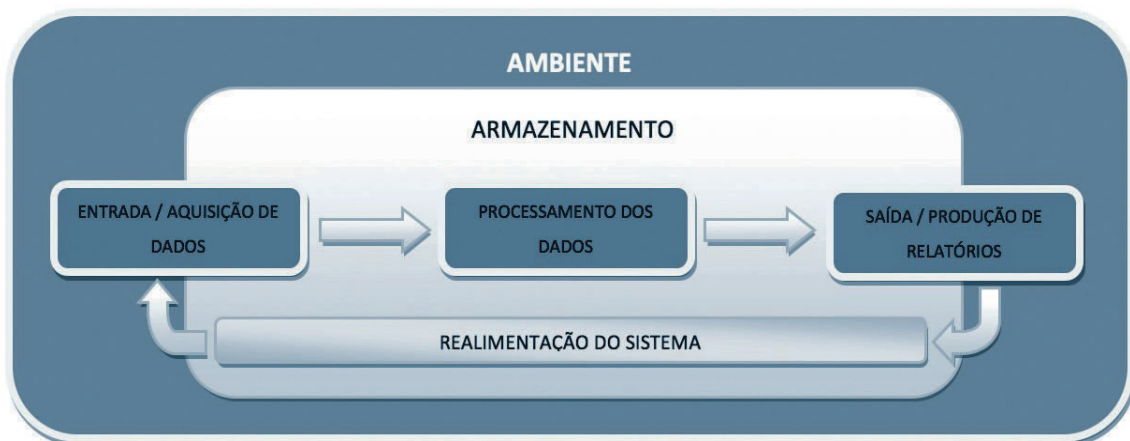 AMBIENTE
ARMAZENAMENTO
ENTRADA / AQUISIÇÃO DE
DADOS
PROCESSAMENTO DOS
DADOS
SAÍDA / PRODUÇÃO DE
RELATÓRIOS
REALIMENTAÇÃO DO SISTEMA